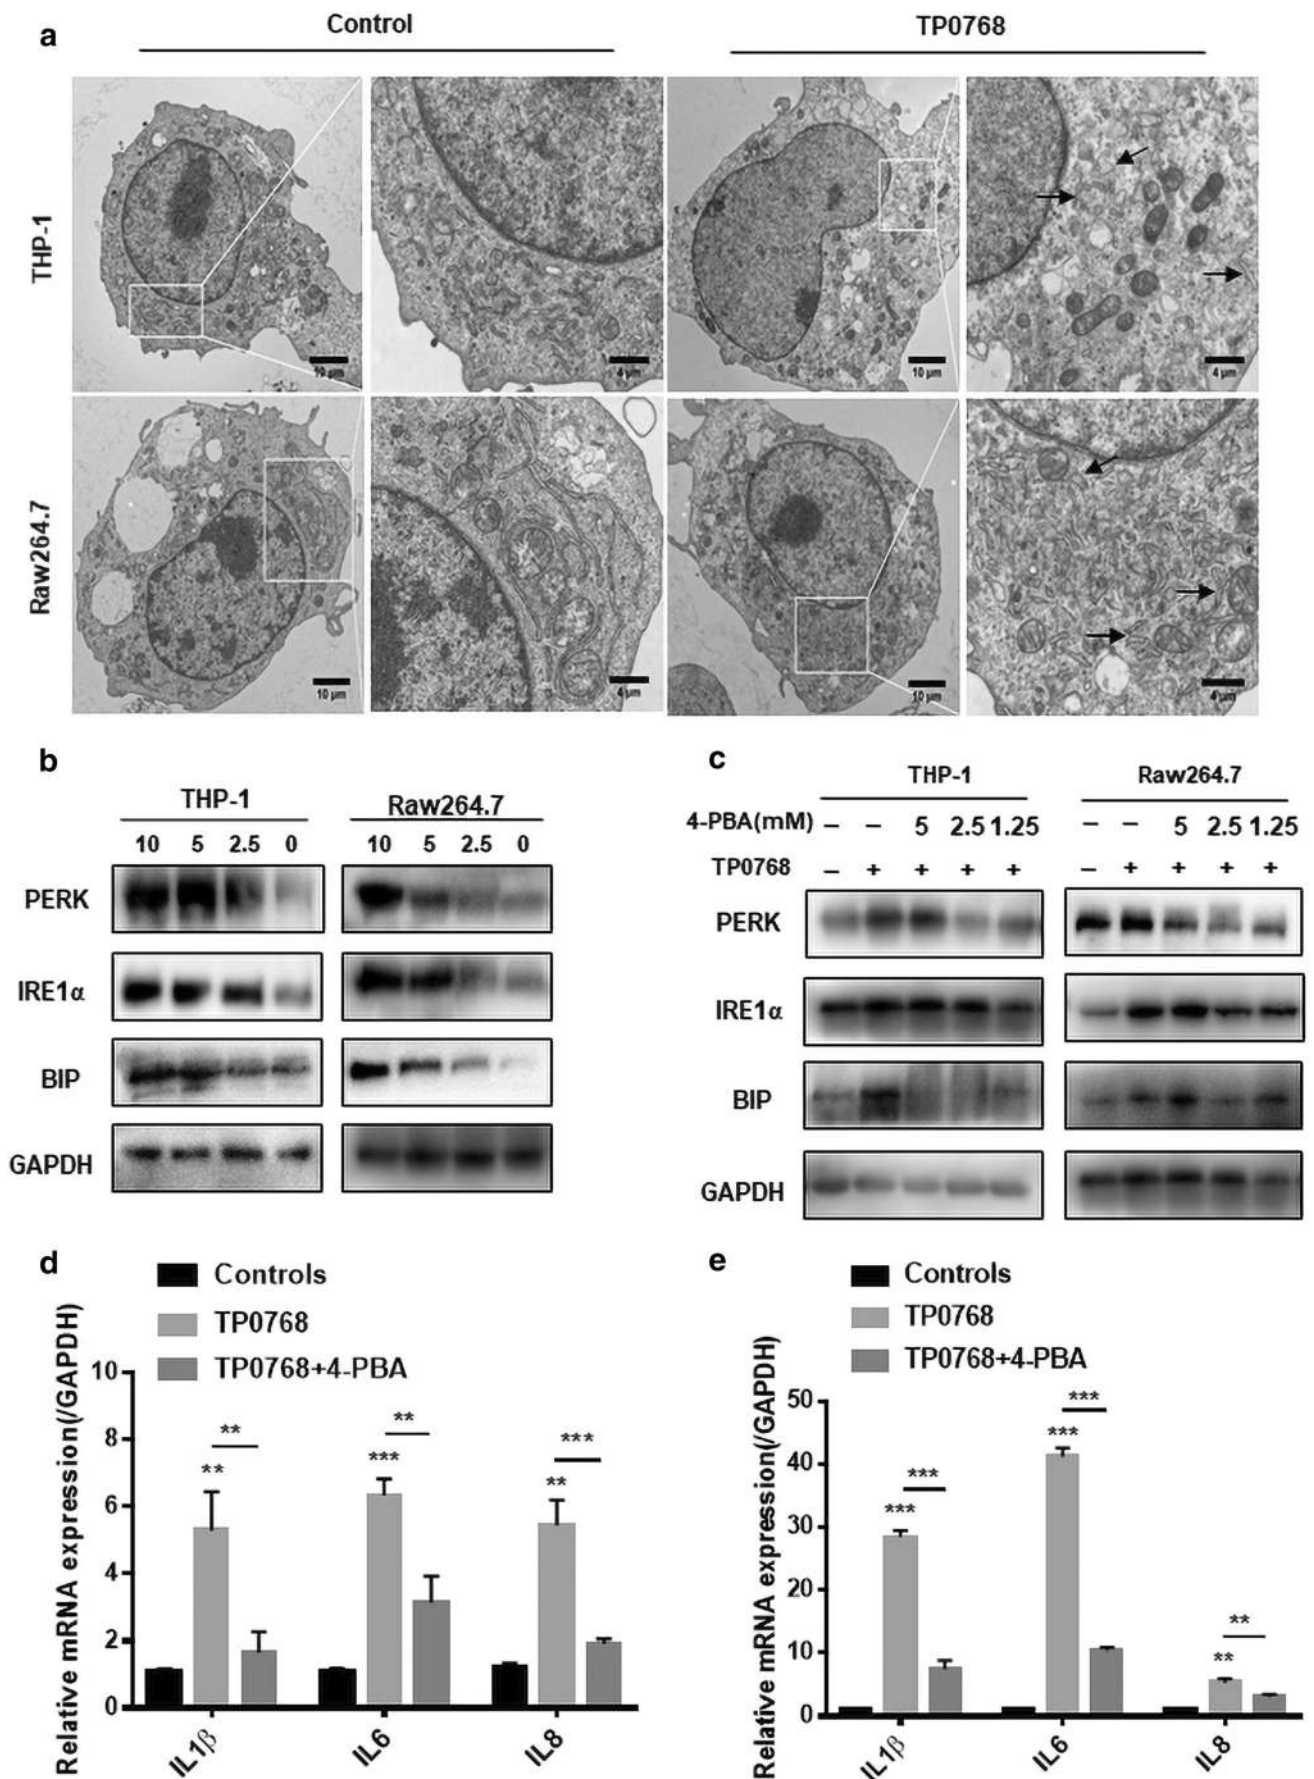 a
Control
TP0768
THP-1
10 µm
4 µm
10 µm
4 µm
Raw264.7
10 µm
4 µm
10 µm
4 µm
b
THP-1
Raw264.7
10 5 2.5 0
10 5 2.5 0
PERK
IRE1α
BIP
GAPDH
c
THP-1
Raw264.7
4-PBA(mM) – – 5 2.5 1.25
– – 5 2.5 1.25
TP0768 – + + + +
– + + + +
PERK
IRE1α
BIP
GAPDH
d
Controls
TP0768
TP0768+4-PBA
Relative mRNA expression(/GAPDH)
10
8
6
4
2
0
**
**
**
***
***
**
IL1β
IL6
IL8
e
Controls
TP0768
TP0768+4-PBA
Relative mRNA expression(/GAPDH)
50
40
30
20
10
0
***
***
***
***
**
**
IL1β
IL6
IL8